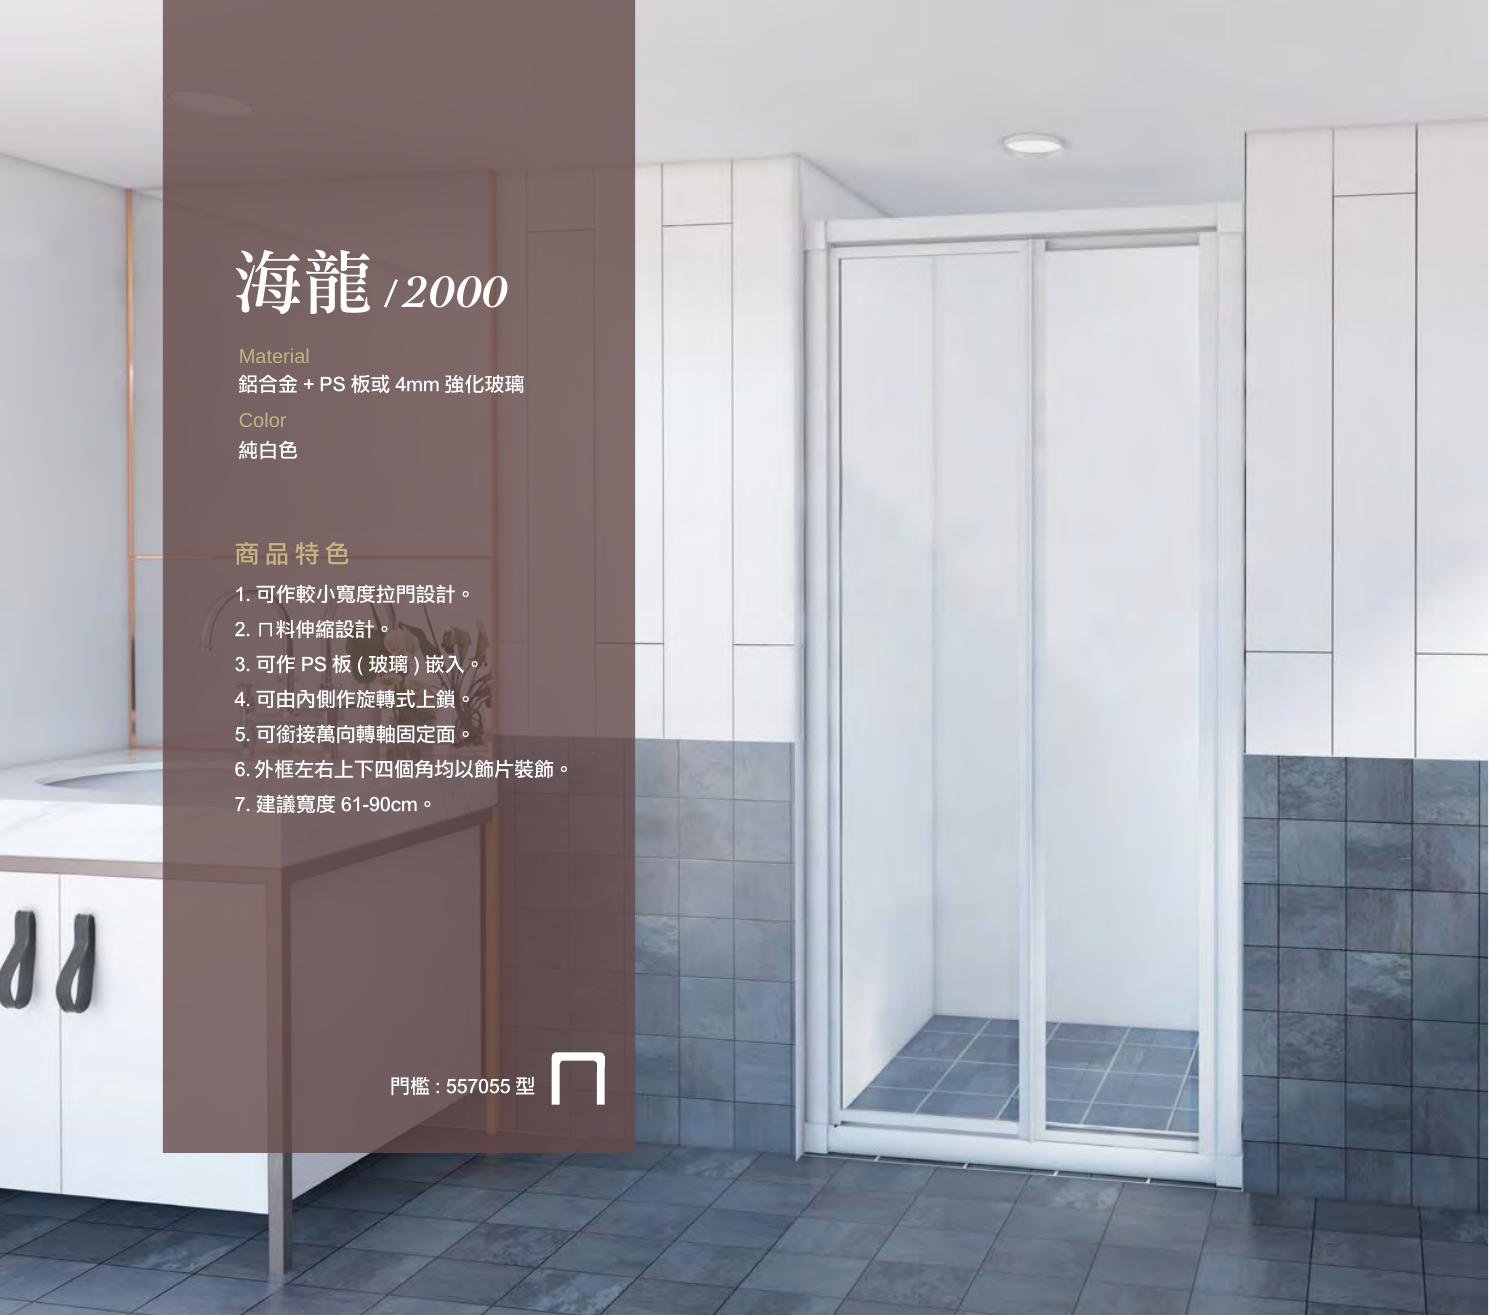 海龍 / 2000
Material
鋁合金 + PS 板或 4mm 強化玻璃
Color
純白色
商品特色
1. 可作較小寬度拉門設計。
2. ㄇ料伸縮設計。
3. 可作 PS 板 ( 玻璃 ) 嵌入。
4. 可由內側作旋轉式上鎖。
5. 可銜接萬向轉軸固定面。
6. 外框左右上下四個角均以飾片裝飾。
7. 建議寬度 61-90cm。
門檻 : 557055 型